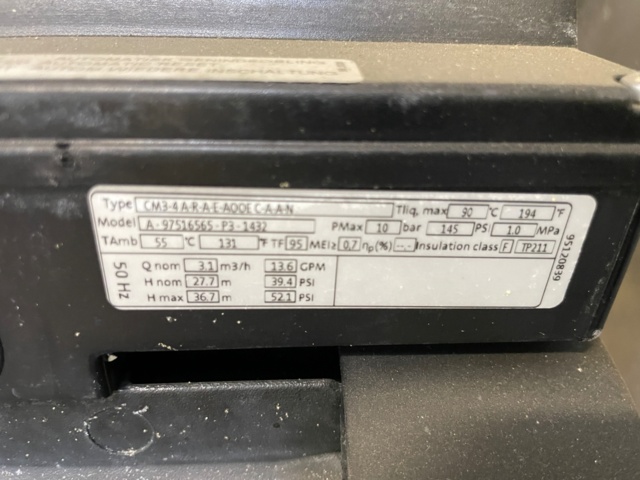 Type CM3-4 A-R-A-E-AQQE C-A-A-N Tliq, max 90 °C 194 °F
Model A - 97516565 - P3 - 1432 PMax 10 bar 145 PSI 1.0 MPa
TAmb 55 °C 131 °F TF 95 MEI≥ 0,7 ηp(%) --.- Insulation class F TP211
50 Hz
Q nom 3.1 m3/h 13.6 GPM
H nom 27.7 m 39.4 PSI
H max 36.7 m 52.1 PSI
95120839